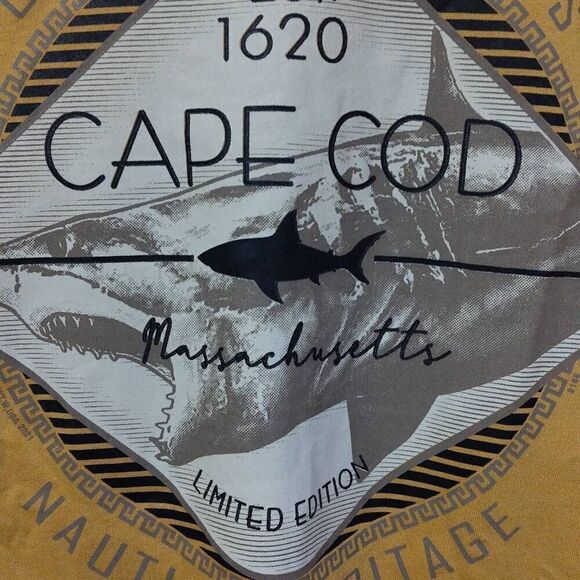 1620
CAPE COD
Massachusetts
LIMITED EDITION